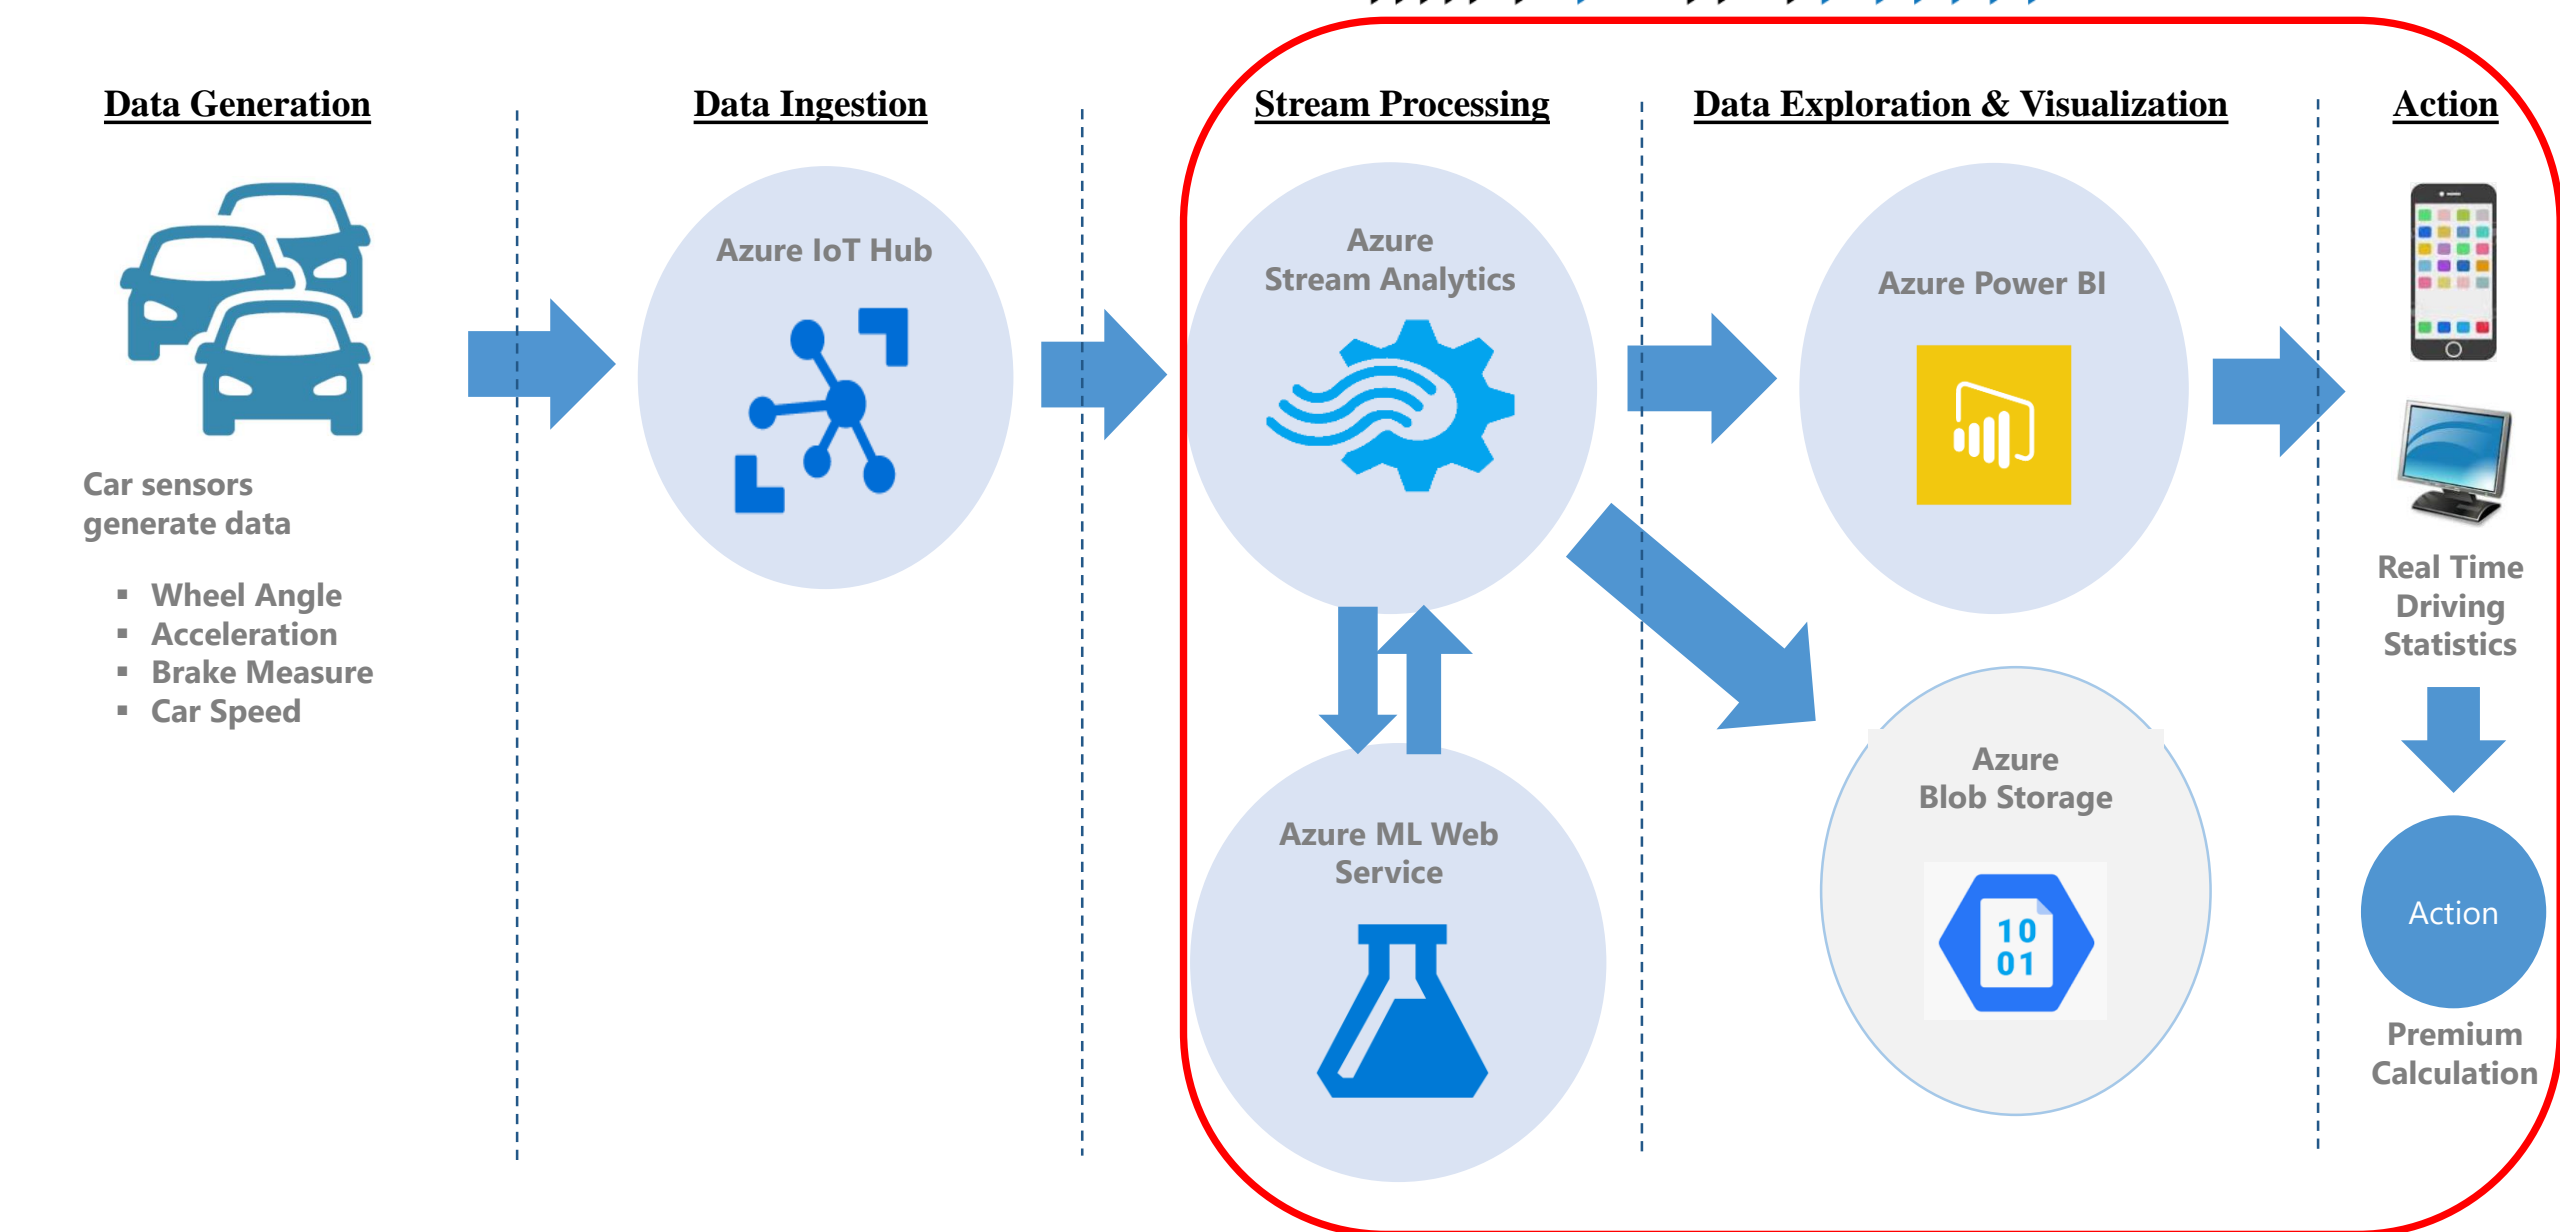 Data Generation
Data Ingestion
Stream Processing
Data Exploration & Visualization
Action
Car sensors
generate data
▪ Wheel Angle
▪ Acceleration
▪ Brake Measure
▪ Car Speed
Azure IoT Hub
Azure
Stream Analytics
Azure ML Web
Service
Azure Power BI
Azure
Blob Storage
10
01
Real Time
Driving
Statistics
Action
Premium
Calculation